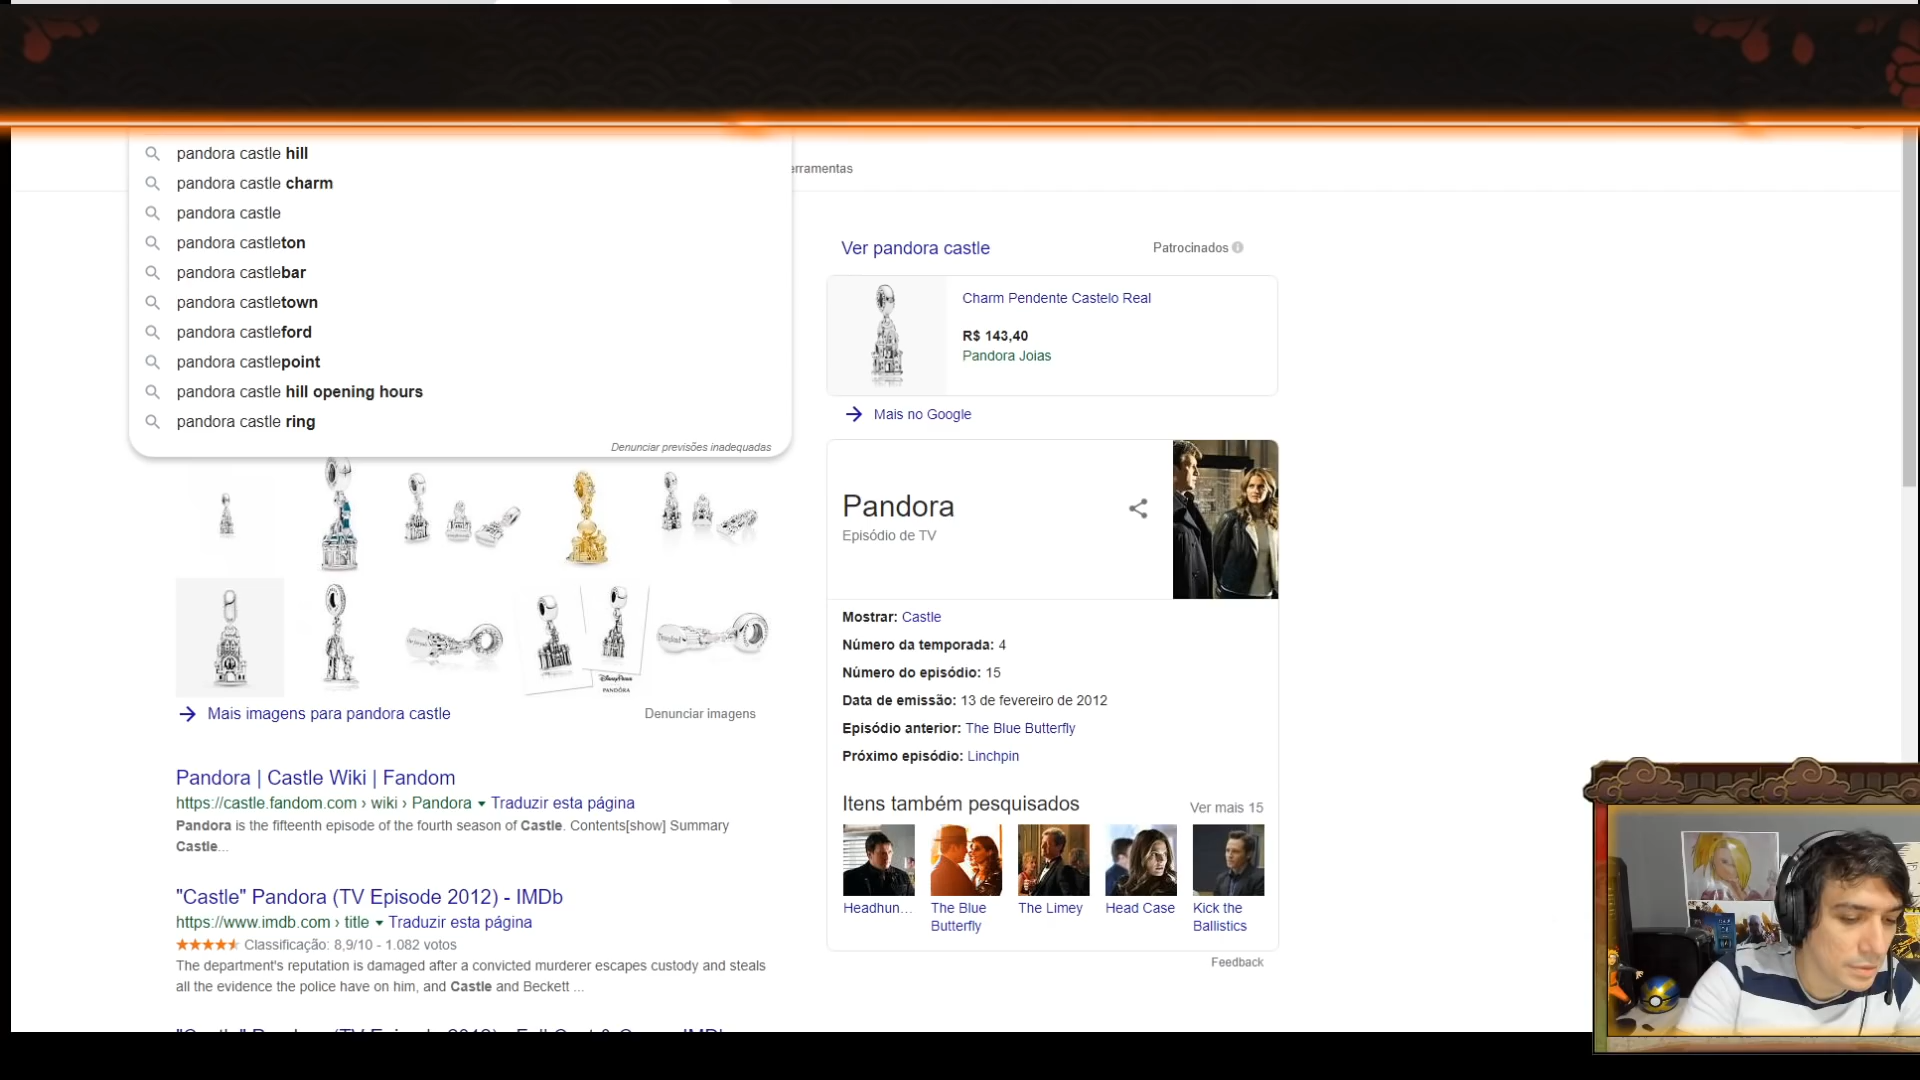 pandora castle hill
pandora castle charm
pandora castle
pandora castleton
pandora castlebar
pandora castletown
pandora castleford
pandora castlepoint
pandora castle hill opening hours
pandora castle ring
Denunciar previsões inadequadas
erramentas
Mais imagens para pandora castle
Denunciar imagens
Pandora | Castle Wiki | Fandom
https://castle.fandom.com › wiki › Pandora ▾ Traduzir esta página
Pandora is the fifteenth episode of the fourth season of Castle. Contents[show] Summary
Castle...
"Castle" Pandora (TV Episode 2012) - IMDb
https://www.imdb.com › title ▾ Traduzir esta página
Classificação: 8,9/10 - 1.082 votos
The department's reputation is damaged after a convicted murderer escapes custody and steals
all the evidence the police have on him, and Castle and Beckett ...
Ver pandora castle
Patrocinados
Charm Pendente Castelo Real
R$ 143,40
Pandora Joias
Mais no Google
Pandora
Episódio de TV
Mostrar: Castle
Número da temporada: 4
Número do episódio: 15
Data de emissão: 13 de fevereiro de 2012
Episódio anterior: The Blue Butterfly
Próximo episódio: Linchpin
Itens também pesquisados
Ver mais 15
Headhun...
The Blue
Butterfly
The Limey
Head Case
Kick the
Ballistics
Feedback
PANDÖRA